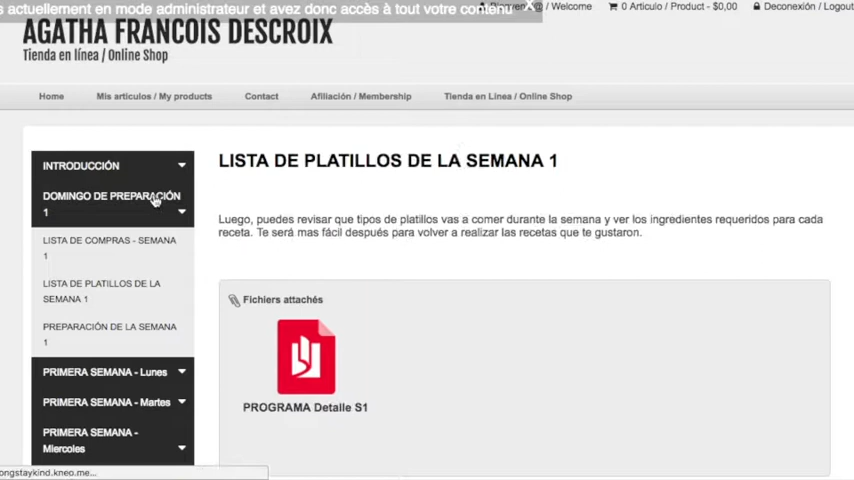 s actuellement en mode administrateur et avez donc accès à tout votre contenu X
@ / Welcome
0 Articulo / Product - $0,00
Deconexión / Logout
AGATHA FRANCOIS DESCROIX
Tienda en línea / Online Shop
Home
Mis articulos / My products
Contact
Afiliación / Membership
Tienda en Línea / Online Shop
INTRODUCCIÓN
DOMINGO DE PREPARACIÓN
1
LISTA DE COMPRAS - SEMANA
1
LISTA DE PLATILLOS DE LA
SEMANA 1
PREPARACIÓN DE LA SEMANA
1
PRIMERA SEMANA - Lunes
PRIMERA SEMANA - Martes
PRIMERA SEMANA -
Miercoles
LISTA DE PLATILLOS DE LA SEMANA 1
Luego, puedes revisar que tipos de platillos vas a comer durante la semana y ver los ingredientes requeridos para cada
receta. Te será mas fácil después para volver a realizar las recetas que te gustaron.
Fichiers attachés
PROGRAMA Detalle S1
ongstaykind.kneo.me...